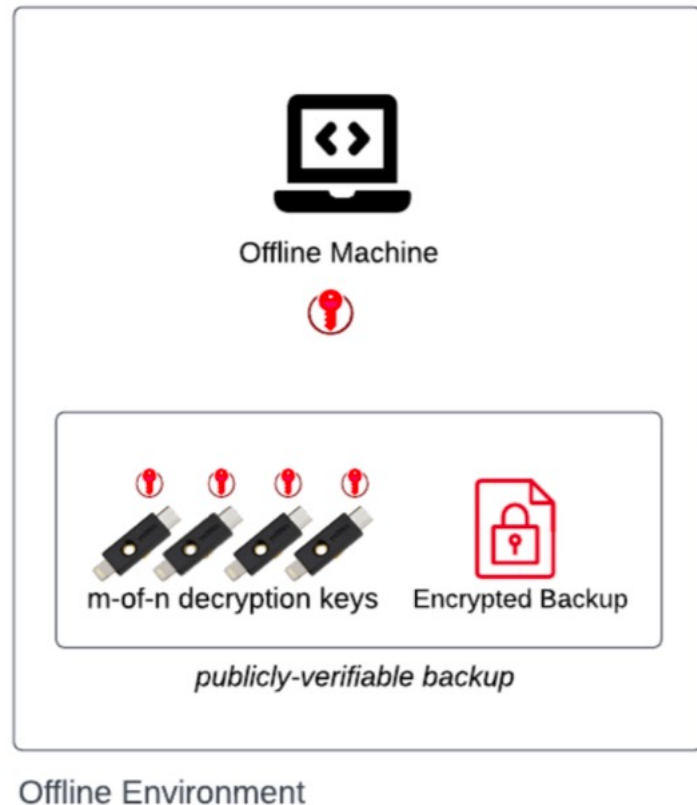 Offline Machine
m-of-n decryption keys
Encrypted Backup
publicly-verifiable backup
Offline Environment